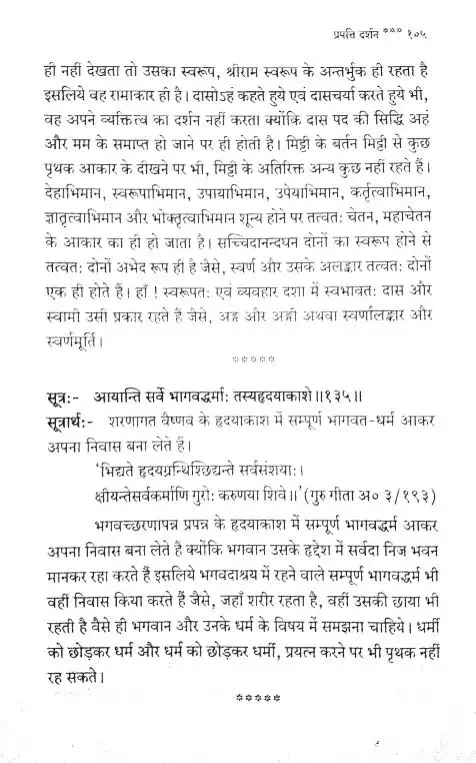 प्रपत्ति दर्शन *** १०५
ही नहीं देखता तो उसका स्वरूप, श्रीराम स्वरूप के अन्तर्भुक ही रहता है
इसलिये वह रामाकार ही है। दासोऽहं कहते हुये एवं दासचर्या करते हुये भी,
वह अपने व्यक्तित्व का दर्शन नहीं करता क्योंकि दास पद की सिद्धि अहं
और मम के समाप्त हो जाने पर ही होती है। मिट्टी के बर्तन मिट्टी से कुछ
पृथक आकार के दीखने पर भी, मिट्टी के अतिरिक्त अन्य कुछ नहीं रहते हैं।
देहाभिमान, स्वरूपाभिमान, उपायाभिमान, उपेयाभिमान, कर्तृत्वाभिमान,
ज्ञातृत्वाभिमान और भोक्तृत्वाभिमान शून्य होने पर तत्वतः चेतन, महाचेतन
के आकार का ही हो जाता है। सच्चिदानन्दघन दोनों का स्वरूप होने से
तत्वतः दोनों अभेद रूप ही है जैसे, स्वर्ण और उसके अलङ्कार तत्वतः दोनों
एक ही होते हैं। हाँ ! स्वरूपतः एवं व्यवहार दशा में स्वभावतः दास और
स्वामी उसी प्रकार रहते हैं जैसे, अङ्ग और अङ्गी अथवा स्वर्णालङ्कार और
स्वर्णमूर्ति।
*****
सूत्र:- आयान्ति सर्वे भागवद्धर्माः तस्यहृदयाकाशे॥१३५॥
सूत्रार्थ:- शरणागत वैष्णव के हृदयाकाश में सम्पूर्ण भागवत-धर्म आकर
अपना निवास बना लेते हैं।
'भिद्यते हृदयग्रन्थिश्छिद्यन्ते सर्वसंशयाः।
क्षीयन्तेसर्वकर्माणि गुरोः करुणया शिवे॥'(गुरु गीता अ० ३/१९३)
भगवच्छरणापन्न प्रपन्न के हृदयाकाश में सम्पूर्ण भागवद्धर्म आकर
अपना निवास बना लेते है क्योंकि भगवान उसके हृद्देश में सर्वदा निज भवन
मानकर रहा करते हैं इसलिये भगवदाश्रय में रहने वाले सम्पूर्ण भागवद्धर्म भी
वहीं निवास किया करते हैं जैसे, जहाँ शरीर रहता है, वहीं उसकी छाया भी
रहती है वैसे ही भगवान और उनके धर्म के विषय में समझना चाहिये। धर्मी
को छोड़कर धर्म और धर्म को छोड़कर धर्मी, प्रयत्न करने पर भी पृथक नहीं
रह सकते।
*****